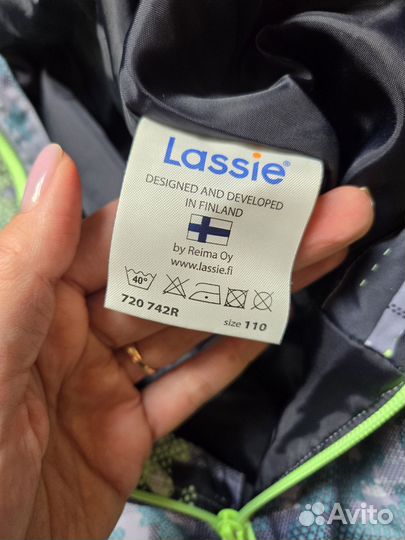 Lassie®
DESIGNED AND DEVELOPED
IN FINLAND
by Reima Oy
www.lassie.fi
40°
720 742R size 110
Avito